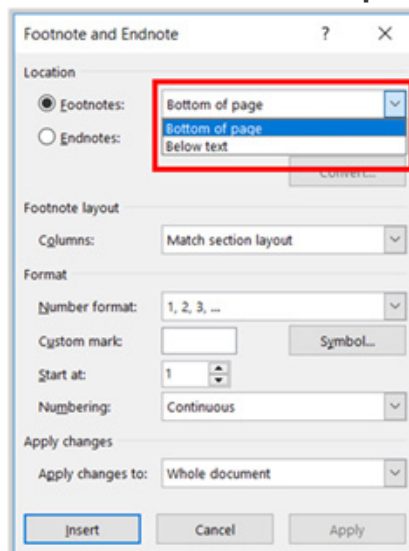 Footnote and Endnote ?
Location
Footnotes: Bottom of page
Bottom of page
Endnotes:
Below text
Convert...
Footnote layout
Columns: Match section layout
Format
Number format: 1, 2, 3, ...
Custom mark: Symbol...
Start at: 1
Numbering: Continuous
Apply changes
Apply changes to: Whole document
Insert Cancel Apply